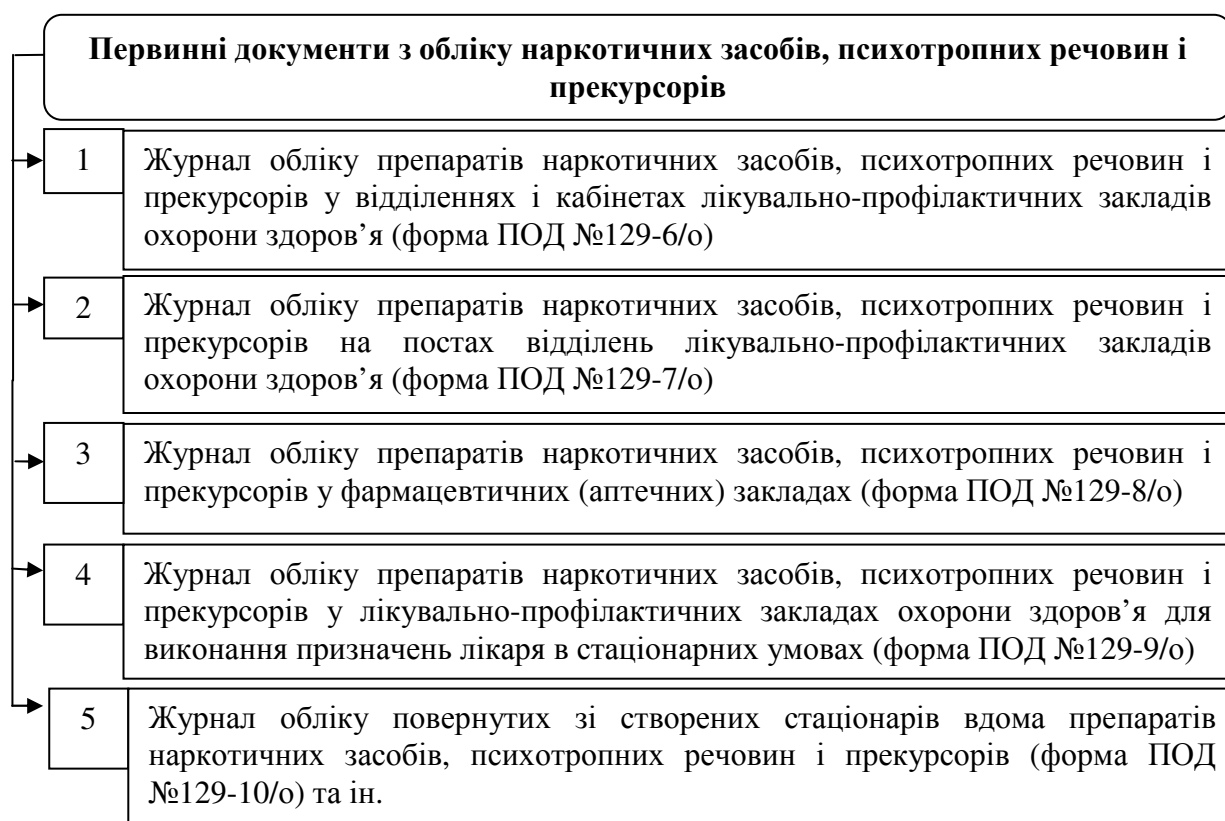 Первинні документи з обліку наркотичних засобів, психотропних речовин і
прекурсорів
1
Журнал обліку препаратів наркотичних засобів, психотропних речовин і
прекурсорів у відділеннях і кабінетах лікувально-профілактичних закладів
охорони здоров’я (форма ПОД №129-6/о)
2
Журнал обліку препаратів наркотичних засобів, психотропних речовин і
прекурсорів на постах відділень лікувально-профілактичних закладів
охорони здоров’я (форма ПОД №129-7/о)
3
Журнал обліку препаратів наркотичних засобів, психотропних речовин і
прекурсорів у фармацевтичних (аптечних) закладах (форма ПОД №129-8/о)
4
Журнал обліку препаратів наркотичних засобів, психотропних речовин і
прекурсорів у лікувально-профілактичних закладах охорони здоров’я для
виконання призначень лікаря в стаціонарних умовах (форма ПОД №129-9/о)
5
Журнал обліку повернутих зі створених стаціонарів вдома препаратів
наркотичних засобів, психотропних речовин і прекурсорів (форма ПОД
№129-10/о) та ін.